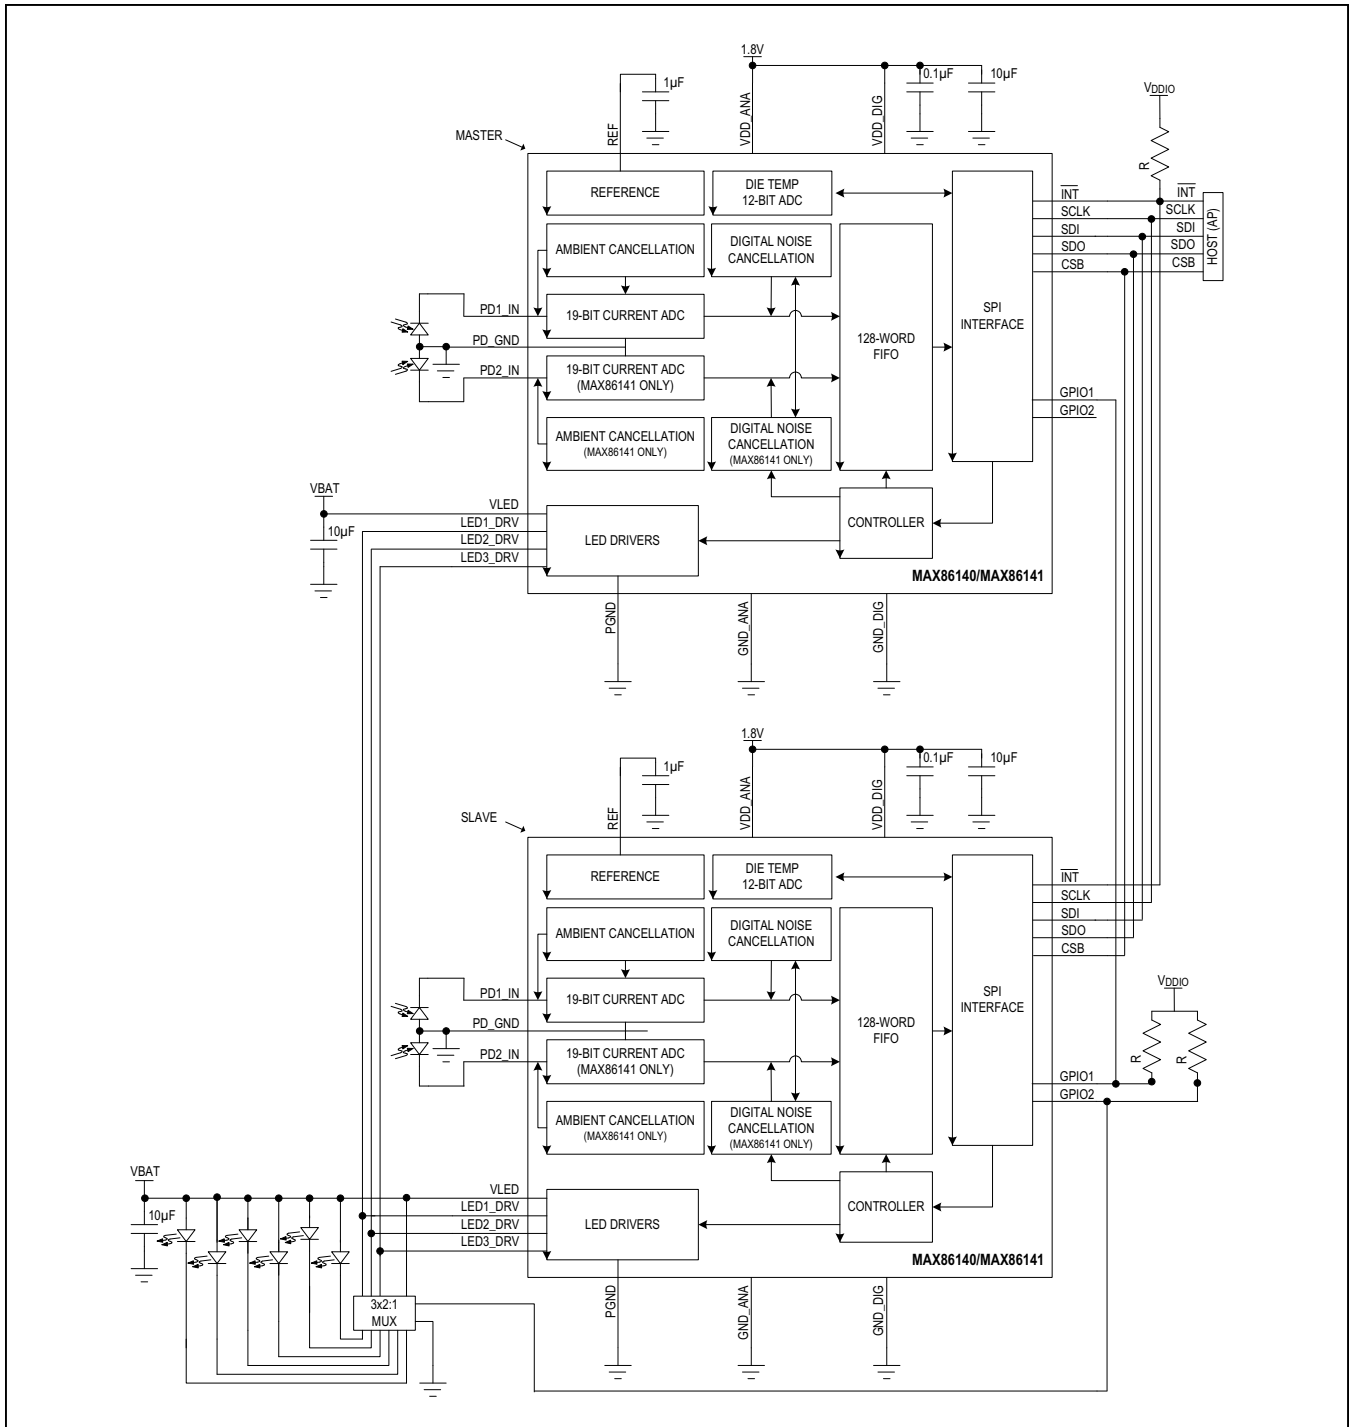 1.8V
1µF
0.1µF
10µF
VDDIO
REF
VDD_ANA
VDD_DIG
MASTER
R
REFERENCE
DIE TEMP
12-BIT ADC
INT
SCLK
SDI
SDO
CSB
INT
SCLK
SDI
SDO
CSB
HOST (AP)
AMBIENT CANCELLATION
DIGITAL NOISE
CANCELLATION
PD1_IN
19-BIT CURRENT ADC
SPI
INTERFACE
PD_GND
128-WORD
FIFO
PD2_IN
19-BIT CURRENT ADC
(MAX86141 ONLY)
GPIO1
GPIO2
AMBIENT CANCELLATION
(MAX86141 ONLY)
DIGITAL NOISE
CANCELLATION
(MAX86141 ONLY)
VBAT
10µF
VLED
LED1_DRV
LED2_DRV
LED3_DRV
LED DRIVERS
CONTROLLER
MAX86140/MAX86141
PGND
GND_ANA
GND_DIG
1.8V
1µF
0.1µF
10µF
REF
VDD_ANA
VDD_DIG
SLAVE
REFERENCE
DIE TEMP
12-BIT ADC
INT
SCLK
SDI
SDO
CSB
AMBIENT CANCELLATION
DIGITAL NOISE
CANCELLATION
PD1_IN
19-BIT CURRENT ADC
SPI
INTERFACE
VDDIO
PD_GND
128-WORD
FIFO
R
R
PD2_IN
19-BIT CURRENT ADC
(MAX86141 ONLY)
GPIO1
GPIO2
AMBIENT CANCELLATION
(MAX86141 ONLY)
DIGITAL NOISE
CANCELLATION
(MAX86141 ONLY)
VBAT
10µF
VLED
LED1_DRV
LED2_DRV
LED3_DRV
LED DRIVERS
CONTROLLER
MAX86140/MAX86141
3x2:1
MUX
PGND
GND_ANA
GND_DIG